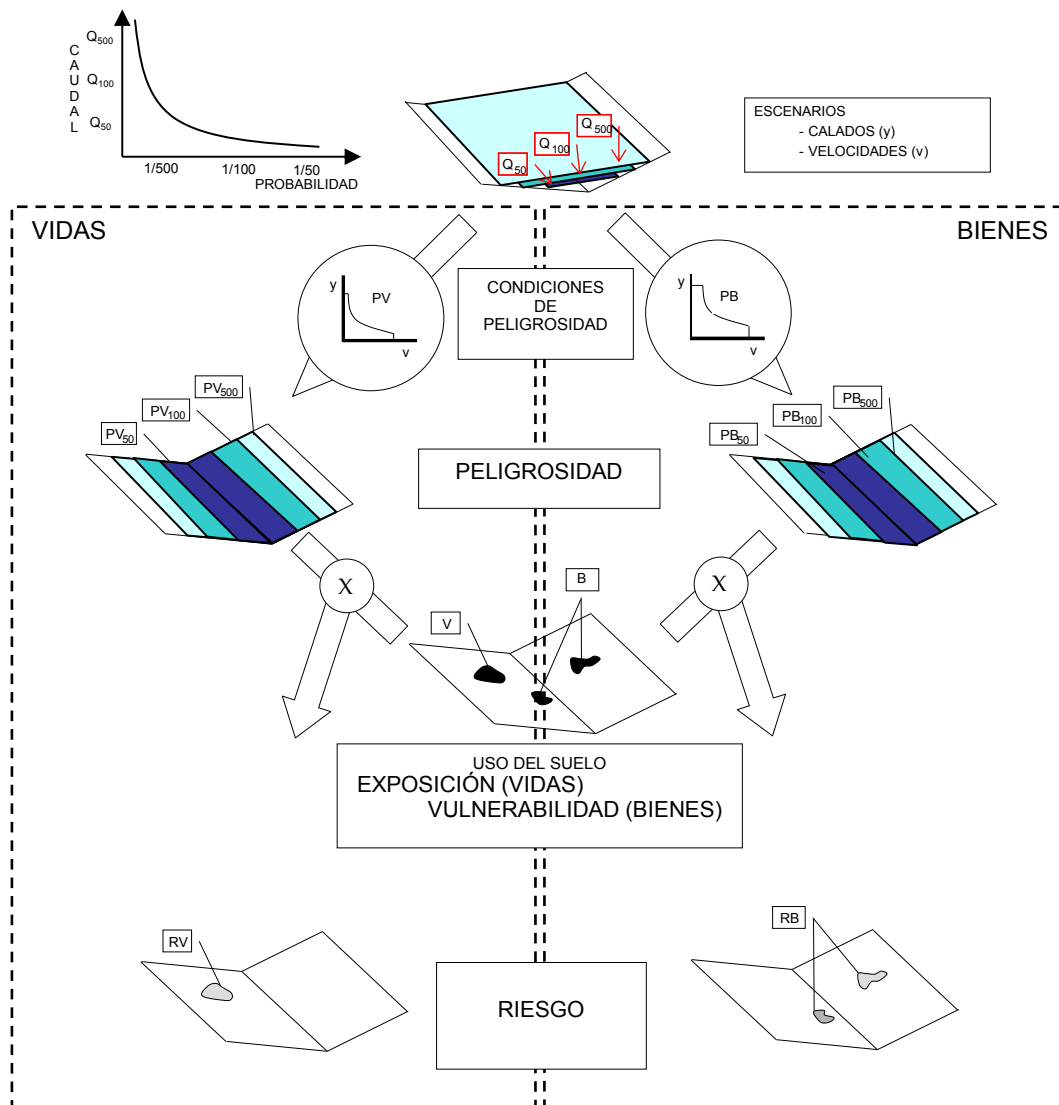 CAUDAL
Q500
Q100
Q50
1/500 1/100 1/50
PROBABILIDAD
Q50
Q100
Q500
ESCENARIOS
- CALADOS (y)
- VELOCIDADES (v)
VIDAS
BIENES
y
PV
v
CONDICIONES
DE
PELIGROSIDAD
y
PB
v
PV500
PV100
PV50
PB500
PB100
PB50
PELIGROSIDAD
X
X
B
V
USO DEL SUELO
EXPOSICIÓN (VIDAS)
VULNERABILIDAD (BIENES)
RV
RB
RIESGO